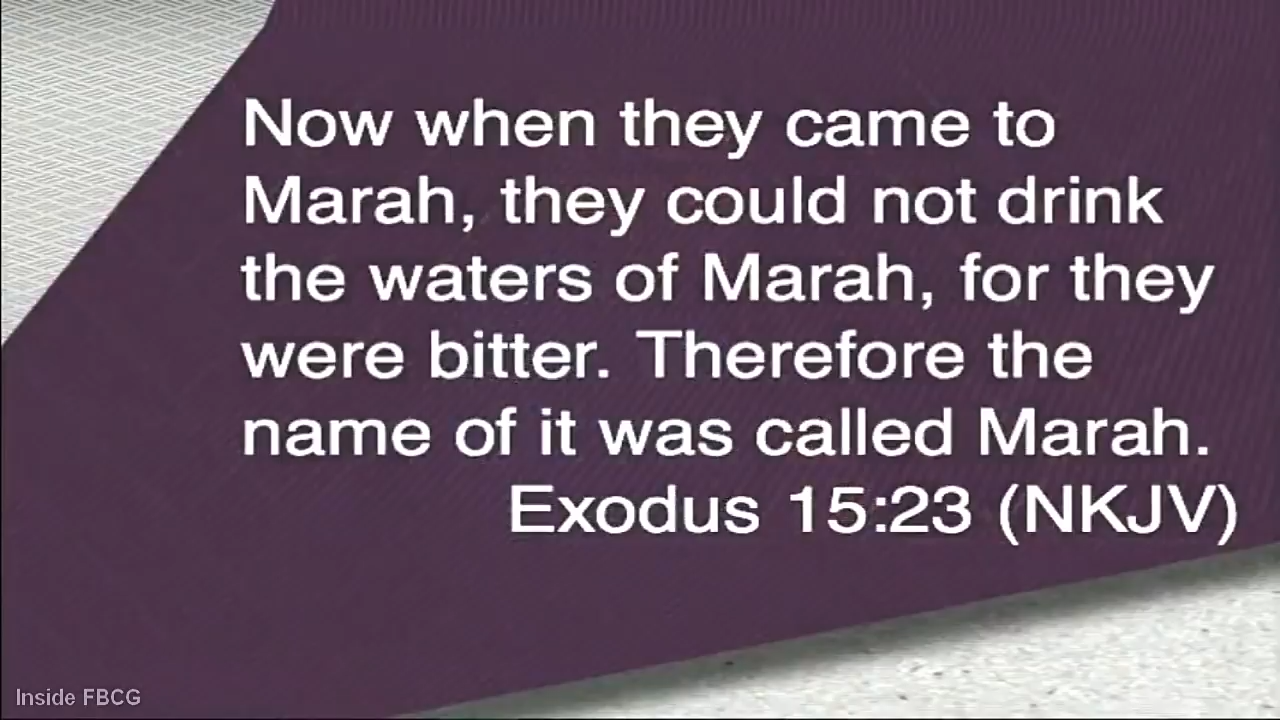 Now when they came to
Marah, they could not drink
the waters of Marah, for they
were bitter. Therefore the
name of it was called Marah.
Exodus 15:23 (NKJV)
Inside FBCG